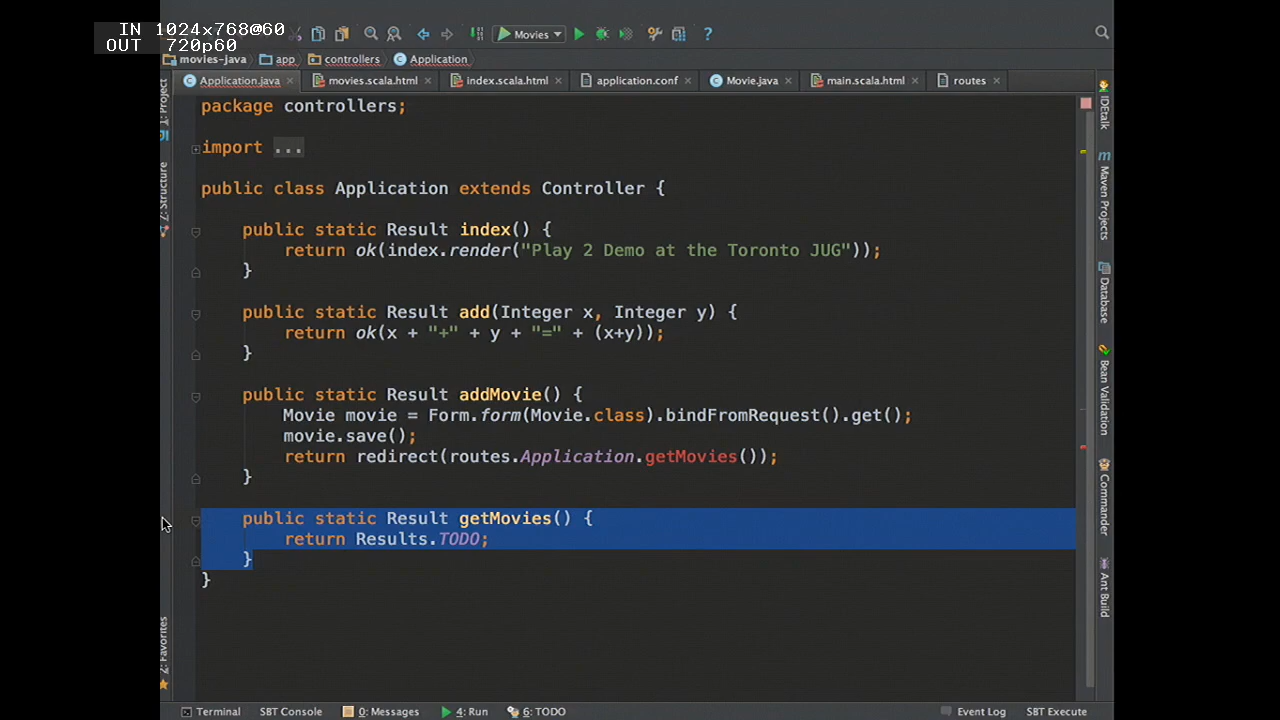 IN 1024x768@60
OUT 720p60
Movies
movies-java app controllers Application
Application.java movies.scala.html index.scala.html application.conf Movie.java main.scala.html routes
1: Project
Z: Structure
2: Favorites
package controllers;
import ...
public class Application extends Controller {
public static Result index() {
return ok(index.render("Play 2 Demo at the Toronto JUG"));
}
public static Result add(Integer x, Integer y) {
return ok(x + "+" + y + "=" + (x+y));
}
public static Result addMovie() {
Movie movie = Form.form(Movie.class).bindFromRequest().get();
movie.save();
return redirect(routes.Application.getMovies());
}
public static Result getMovies() {
return Results.TODO;
}
}
IDEtalk
Maven Projects
Database
Bean Validation
Commander
Ant Build
Terminal SBT Console 0: Messages 4: Run 6: TODO Event Log SBT Execute